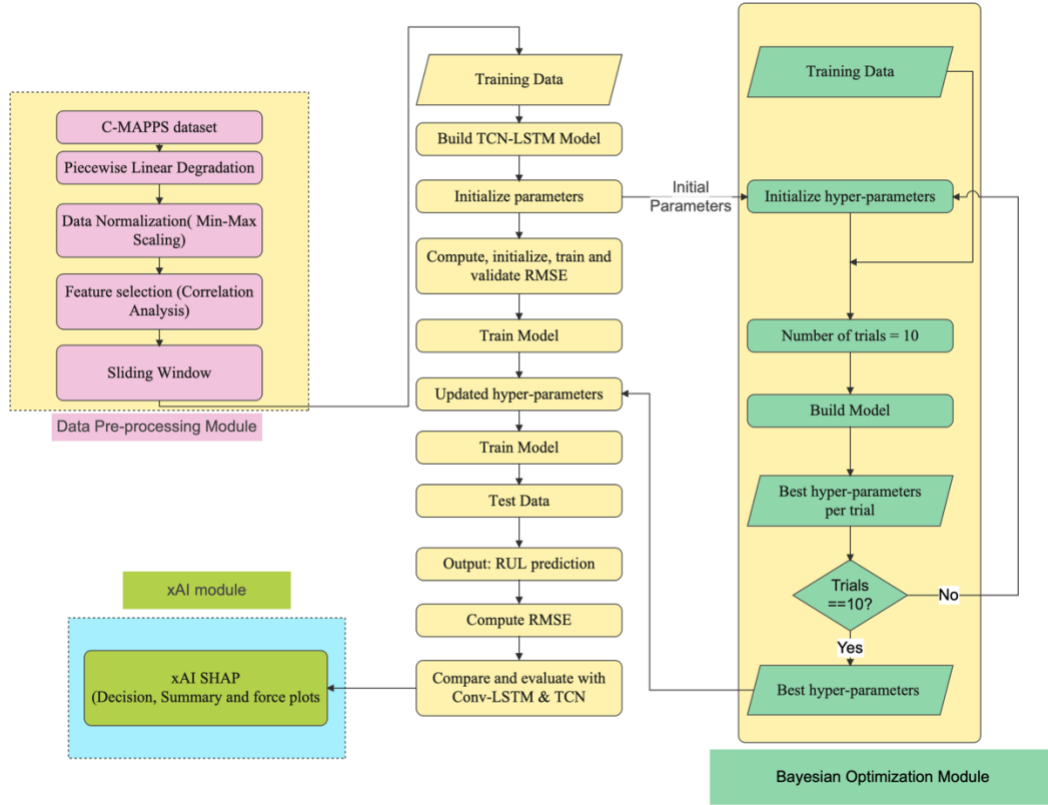 C-MAPPS dataset
Piecewise Linear Degradation
Data Normalization( Min-Max
Scaling)
Feature selection (Correlation
Analysis)
Sliding Window
Data Pre-processing Module
Training Data
Build TCN-LSTM Model
Initialize parameters
Compute, initialize, train and
validate RMSE
Train Model
Updated hyper-parameters
Train Model
Test Data
Output: RUL prediction
Compute RMSE
Compare and evaluate with
Conv-LSTM & TCN
xAI module
xAI SHAP
(Decision, Summary and force plots
Initial
Parameters
Training Data
Initialize hyper-parameters
Number of trials = 10
Build Model
Best hyper-parameters
per trial
Trials
==10?
No
Yes
Best hyper-parameters
Bayesian Optimization Module